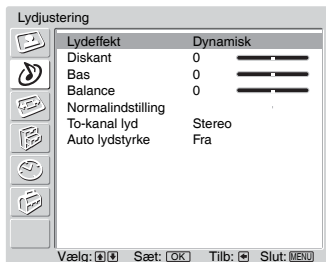 Lydjustering
Lydeffekt Dynamisk
Diskant 0
Bas 0
Balance 0
Normalindstilling
To-kanal lyd Stereo
Auto lydstyrke Fra
Vælg: Sæt: OK Tilb: Slut: MENU